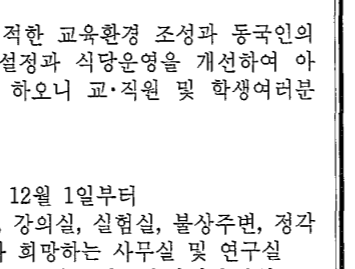 적한 교육환경 조성과 동국인의
설정과 식당운영을 개선하여 아
하오니 교·직원 및 학생여러분
12월 1일부터
, 강의실, 실험실, 불상주변, 정각
희망하는 사무실 및 연구실